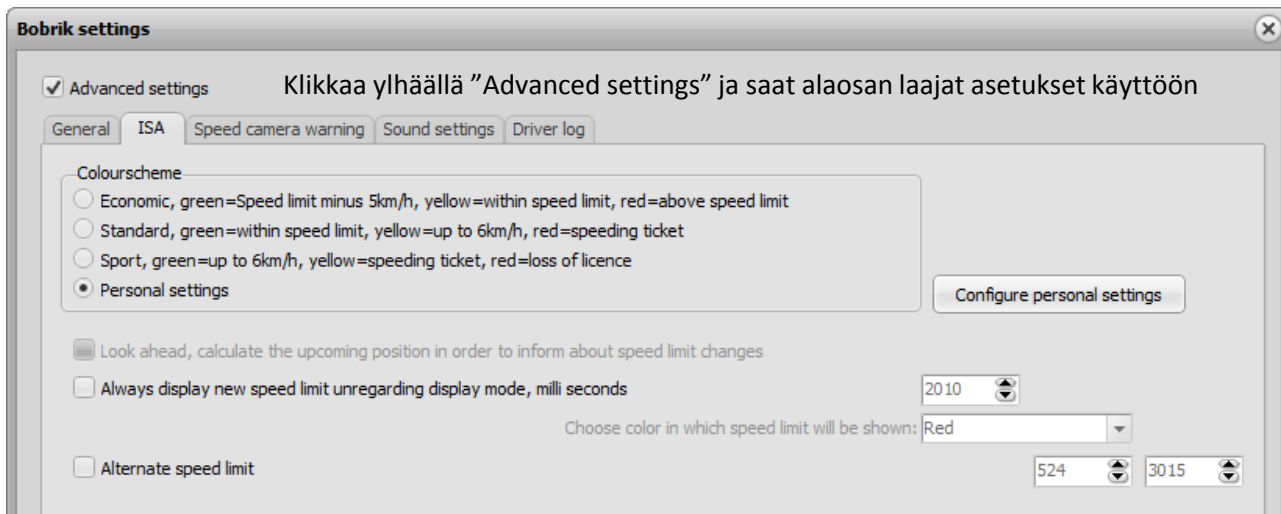 Bobrik settings
Advanced settings
Klikkaa ylhäällä ”Advanced settings” ja saat alaosan laajat asetukset käyttöön
General ISA Speed camera warning Sound settings Driver log
Colourscheme
Economic, green=Speed limit minus 5km/h, yellow=within speed limit, red=above speed limit
Standard, green=within speed limit, yellow=up to 6km/h, red=speeding ticket
Sport, green=up to 6km/h, yellow=speeding ticket, red=loss of licence
Personal settings
Configure personal settings
Look ahead, calculate the upcoming position in order to inform about speed limit changes
Always display new speed limit unregarding display mode, milli seconds 2010
Choose color in which speed limit will be shown: Red
Alternate speed limit 524 3015